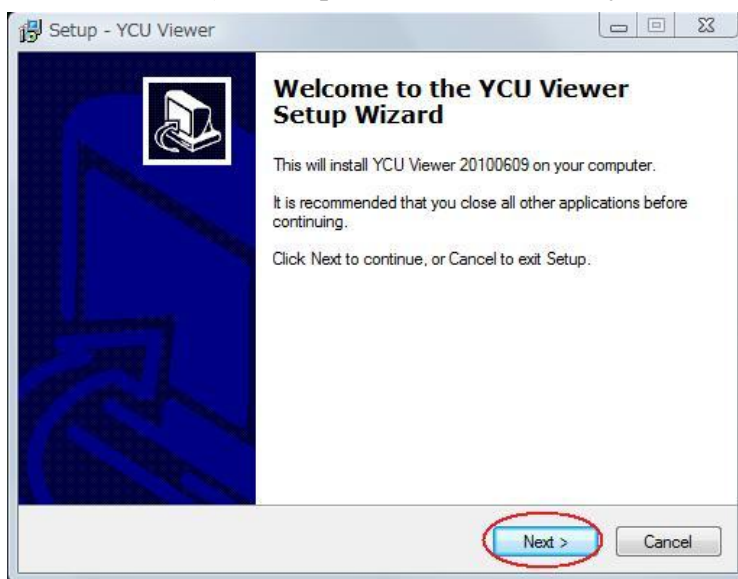 Setup - YCU Viewer
Welcome to the YCU Viewer
Setup Wizard
This will install YCU Viewer 20100609 on your computer.
It is recommended that you close all other applications before
continuing.
Click Next to continue, or Cancel to exit Setup.
Next >
Cancel